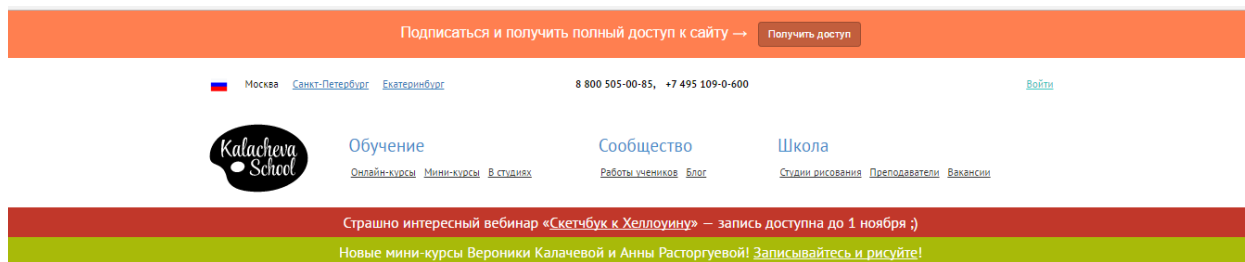 Подписаться и получить полный доступ к сайту → Получить доступ
Москва Санкт-Петербург Екатеринбург 8 800 505-00-85, +7 495 109-0-600 Войти
Kalacheva School
Обучение Сообщество Школа
Онлайн-курсы Мини-курсы В студиях Работы учеников Блог Студии рисования Преподаватели Вакансии
Страшно интересный вебинар «Скетчбук к Хеллоуину» — запись доступна до 1 ноября ;)
Новые мини-курсы Вероники Калачевой и Анны Расторгуевой! Записывайтесь и рисуйте!